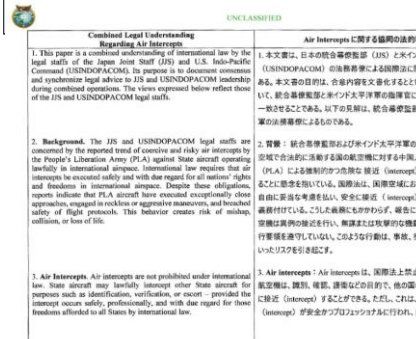 UNCLASSIFIED
Combined Legal Understanding
Regarding Air Intercepts
1. This paper is a combined understanding of international law by the
legal staffs of the Japan Joint Staff (JJS) and U.S. Indo-Pacific
Command (USINDOPACOM). Its purpose is to document consensus
and synchronize legal advice to JJS and USINDOPACOM leadership
during combined operations. The views expressed below reflect those
of the JJS and USINDOPACOM legal staffs.
2. Background. The JJS and USINDOPACOM legal staffs are
concerned by the reported trend of coercive and risky air intercepts by
the People's Liberation Army (PLA) against State aircraft operating
lawfully in international airspace. International law requires that air
intercepts be executed safely and with due regard for all nations' rights
and freedoms in international airspace. Despite these obligations,
reports indicate that PLA aircraft have executed exceptionally close
approaches, engaged in reckless or aggressive maneuvers, and breached
safety of flight protocols. This behavior creates risk of mishap,
collision, or loss of life.
3. Air Intercepts. Air intercepts are not prohibited under international
law. State aircraft may lawfully intercept other State aircraft for
purposes such as identification, verification, or escort – provided the
intercept occurs safely, professionally, and with due regard for those
freedoms afforded to all States by international law.
Air Intercepts に関する協同の法的
1. 本文書は、日本の統合幕僚監部（JJS）と米イン
（USINDOPACOM）の法務幕僚による国際法に
ある。本文書の目的は、合意内容を文書化すると
いて、統合幕僚監部と米インド太平洋軍の指揮官に
一致させることである。以下の見解は、統合幕僚監
軍の法務幕僚によるものである。
2. 背景：統合幕僚監部及び米インド太平洋軍の
空域で合法的に活動する国の航空機に対する中国
（PLA）による強制的かつ危険な 接近（intercept
ることに懸念を抱いている。国際法は、国際空域にお
自由に妥当な考慮を払い、安全に接近（ intercept
義務付けている。こうした義務にもかかわらず、報告に
空機は異例の接近を行い、無謀または攻撃的な機
行要領を遵守していない。このような行動は、事故、
いったリスクを引き起こす。
3. Air intercepts：Air intercepts は、国際法上禁止
航空機は、識別、確認、護衛などの目的で、他の国
に接近（intercept）することができる。ただし、これは、
（intercept）が安全かつプロフェッショナルに行われ、